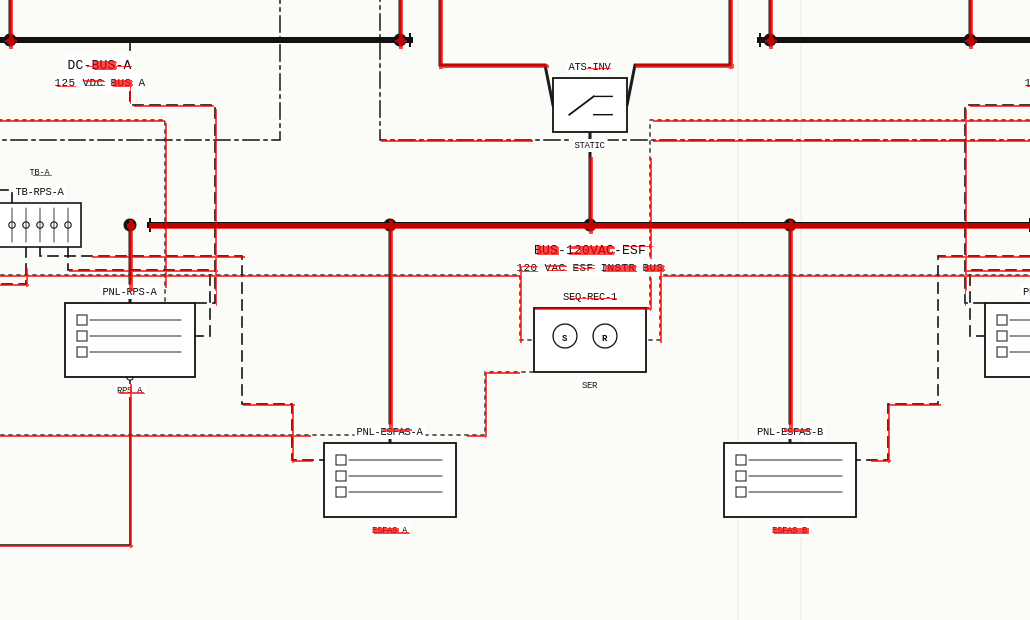 DC-BUS-A
125 VDC BUS A
ATS-INV
1
STATIC
TB-A
TB-RPS-A
BUS-120VAC-ESF
120 VAC ESF INSTR BUS
PNL-RPS-A
SEQ-REC-1
P
S R
RPS A
SER
PNL-ESFAS-A
PNL-ESFAS-B
ESFAS A
ESFAS B